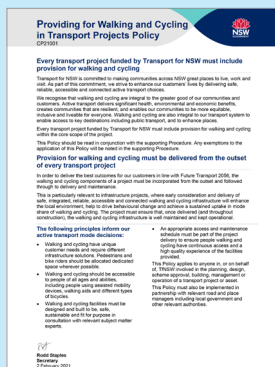 Providing for Walking and Cycling
in Transport Projects Policy
CP21001
NSW
GOVERNMENT
Every transport project funded by Transport for NSW must include
provision for walking and cycling
Transport for NSW is committed to making communities across NSW great places to live, work and
visit. As part of this commitment, we strive to enhance our customers' lives by delivering safe,
reliable, accessible and connected active transport choices.
We recognise that walking and cycling are integral to the greater good of our customers and
communities. Active transport delivers significant health, environmental and economic benefits,
creates communities that are resilient, and enables our communities to be more equitable,
inclusive and liveable for everyone. Walking and cycling are also integral to our transport system to
enable access to key destinations including public transport, and to enhance places.
Every transport project funded by Transport for NSW must include provision for walking and cycling
within the core scope of the project.
This Policy should be read in conjunction with the supporting Procedure. Any exemptions to the
application of this Policy will be noted in the supporting Procedure.
Provision for walking and cycling must be delivered from the outset
of every transport project
In order to deliver the best outcomes for our customers in line with Future Transport 2056, the
walking and cycling components of a project must be incorporated from the outset and followed
through to delivery and maintenance.
This is particularly relevant to infrastructure projects, where early consideration and delivery of
safe, integrated, reliable, accessible and connected walking and cycling infrastructure will enhance
the local environment, help to drive behavioural change and achieve a sustained uptake in mode
share of walking and cycling. The project must ensure that, once delivered (and throughout
construction), the walking and cycling infrastructure is well maintained and kept operational.
The following principles inform our
active transport mode decisions:
• Walking and cycling have unique
customer needs and require different
infrastructure solutions. Pedestrians and
bike riders should be allocated dedicated
space wherever possible.
• Walking and cycling should be accessible
to people of all ages and abilities,
including people using assisted mobility
devices, walking aids and different types
of bicycles.
• Walking and cycling facilities must be
designed and built to be safe,
sustainable and fit for purpose in
consultation with relevant subject matter
experts.
• An appropriate access and maintenance
schedule must be part of the project
delivery to ensure people walking and
cycling have continuous access and a
high quality experience of the facilities
provided.
This Policy applies to anyone in, or on behalf
of, TfNSW involved in the planning, design,
scheme approval, building, management or
operation of a transport project or asset.
This Policy must also be implemented in
partnership with relevant road and place
managers including local government and
other relevant authorities.
Rodd Staples
Secretary
2 February 2021